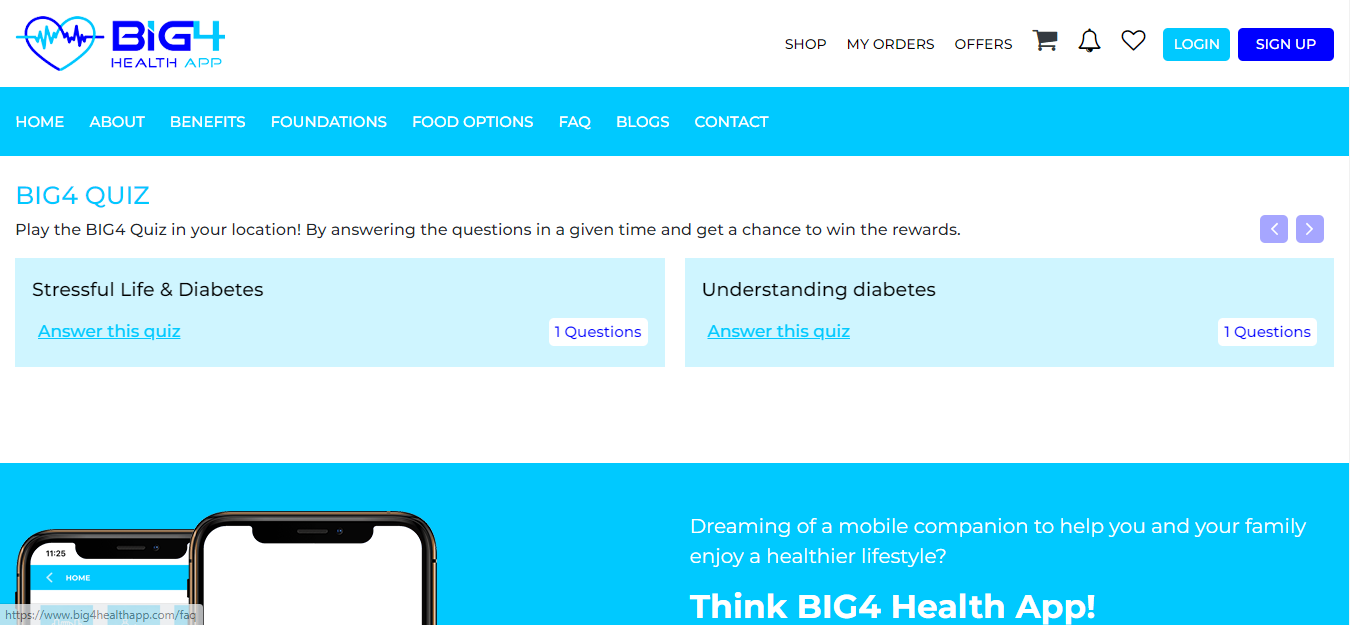 BIG4
HEALTH APP
SHOP MY ORDERS OFFERS LOGIN SIGN UP
HOME ABOUT BENEFITS FOUNDATIONS FOOD OPTIONS FAQ BLOGS CONTACT
BIG4 QUIZ
Play the BIG4 Quiz in your location! By answering the questions in a given time and get a chance to win the rewards.
Stressful Life & Diabetes
Answer this quiz 1 Questions
Understanding diabetes
Answer this quiz 1 Questions
Dreaming of a mobile companion to help you and your family
enjoy a healthier lifestyle?
Think BIG4 Health App!
11:25
HOME
https://www.big4healthapp.com/faq